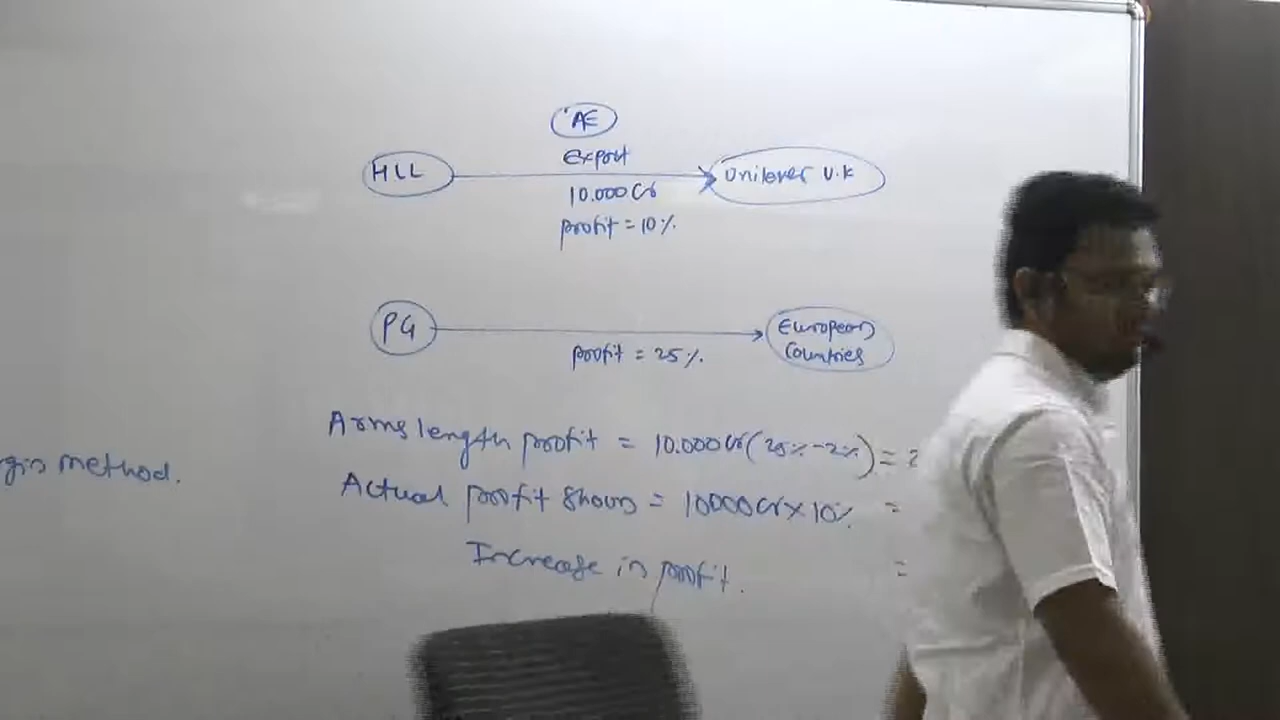 AE
Export
HLL
Unilever U.K
10.000 Cr
profit = 10%
PG
European
Countries
profit = 25%
Arms length profit = 10.000 Cr (25% - 2%) = 2
gin method.
Actual profit shown = 10000 Cr X 10% =
Increase in profit. =